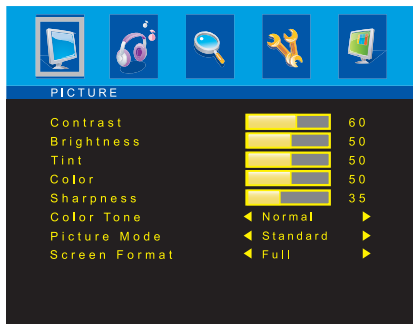 PICTURE
Contrast 60
Brightness 50
Tint 50
Color 50
Sharpness 35
Color Tone Normal
Picture Mode Standard
Screen Format Full